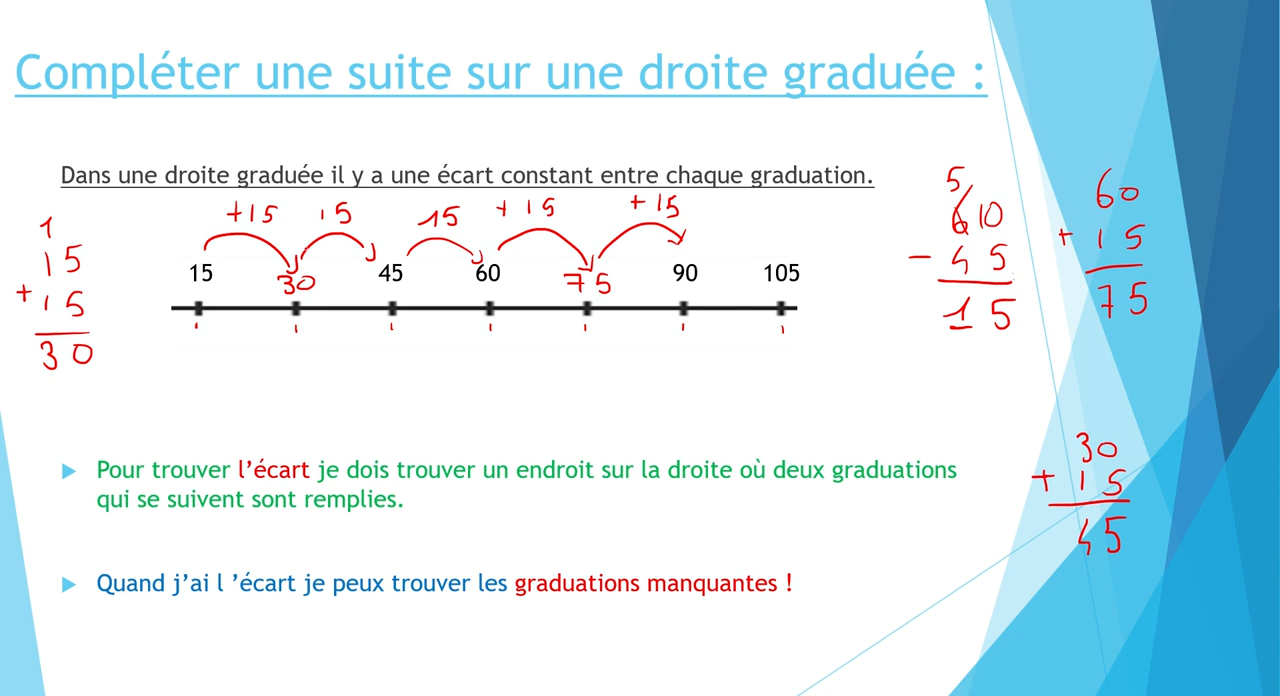 Compléter une suite sur une droite graduée :
Dans une droite graduée il y a une écart constant entre chaque graduation.
+15 15 15 + 15 + 15
15 30 45 60 75 90 105
1
15
+15
30
5
6 10
- 45
15
60
+ 15
75
Pour trouver l’écart je dois trouver un endroit sur la droite où deux graduations
qui se suivent sont remplies.
30
+ 15
45
Quand j’ai l ’écart je peux trouver les graduations manquantes !